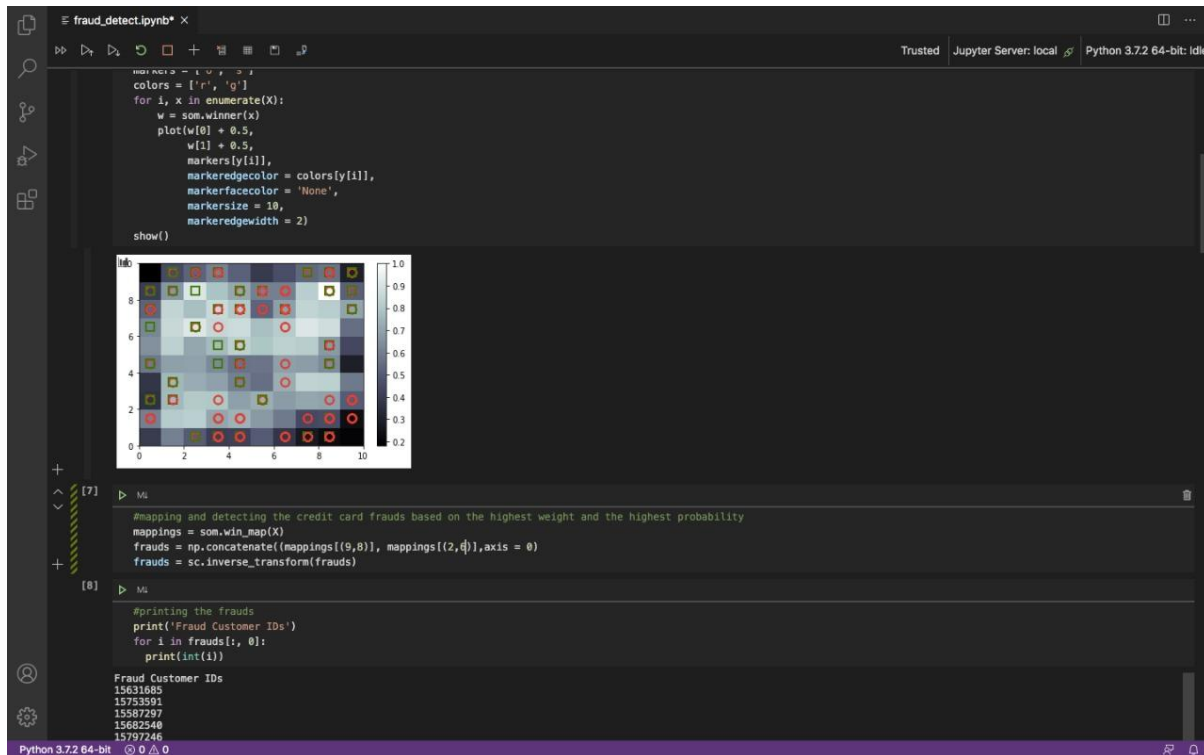 fraud_detect.ipynb*
Trusted Jupyter Server: local Python 3.7.2 64-bit: Idle
markers = ['o', 's']
colors = ['r', 'g']
for i, x in enumerate(X):
w = som.winner(x)
plot(w[0] + 0.5,
w[1] + 0.5,
markers[y[i]],
markeredgecolor = colors[y[i]],
markerfacecolor = 'None',
markersize = 10,
markeredgewidth = 2)
show()
8
6
4
2
0
0 2 4 6 8 10
1.0
0.9
0.8
0.7
0.6
0.5
0.4
0.3
0.2
[7]
M↓
#mapping and detecting the credit card frauds based on the highest weight and the highest probability
mappings = som.win_map(X)
frauds = np.concatenate((mappings[(9,8)], mappings[(2,6)],axis = 0)
frauds = sc.inverse_transform(frauds)
[8]
M↓
#printing the frauds
print('Fraud Customer IDs')
for i in frauds[:, 0]:
print(int(i))
Fraud Customer IDs
15631685
15753591
15587297
15682540
15797246
Python 3.7.2 64-bit 0 0